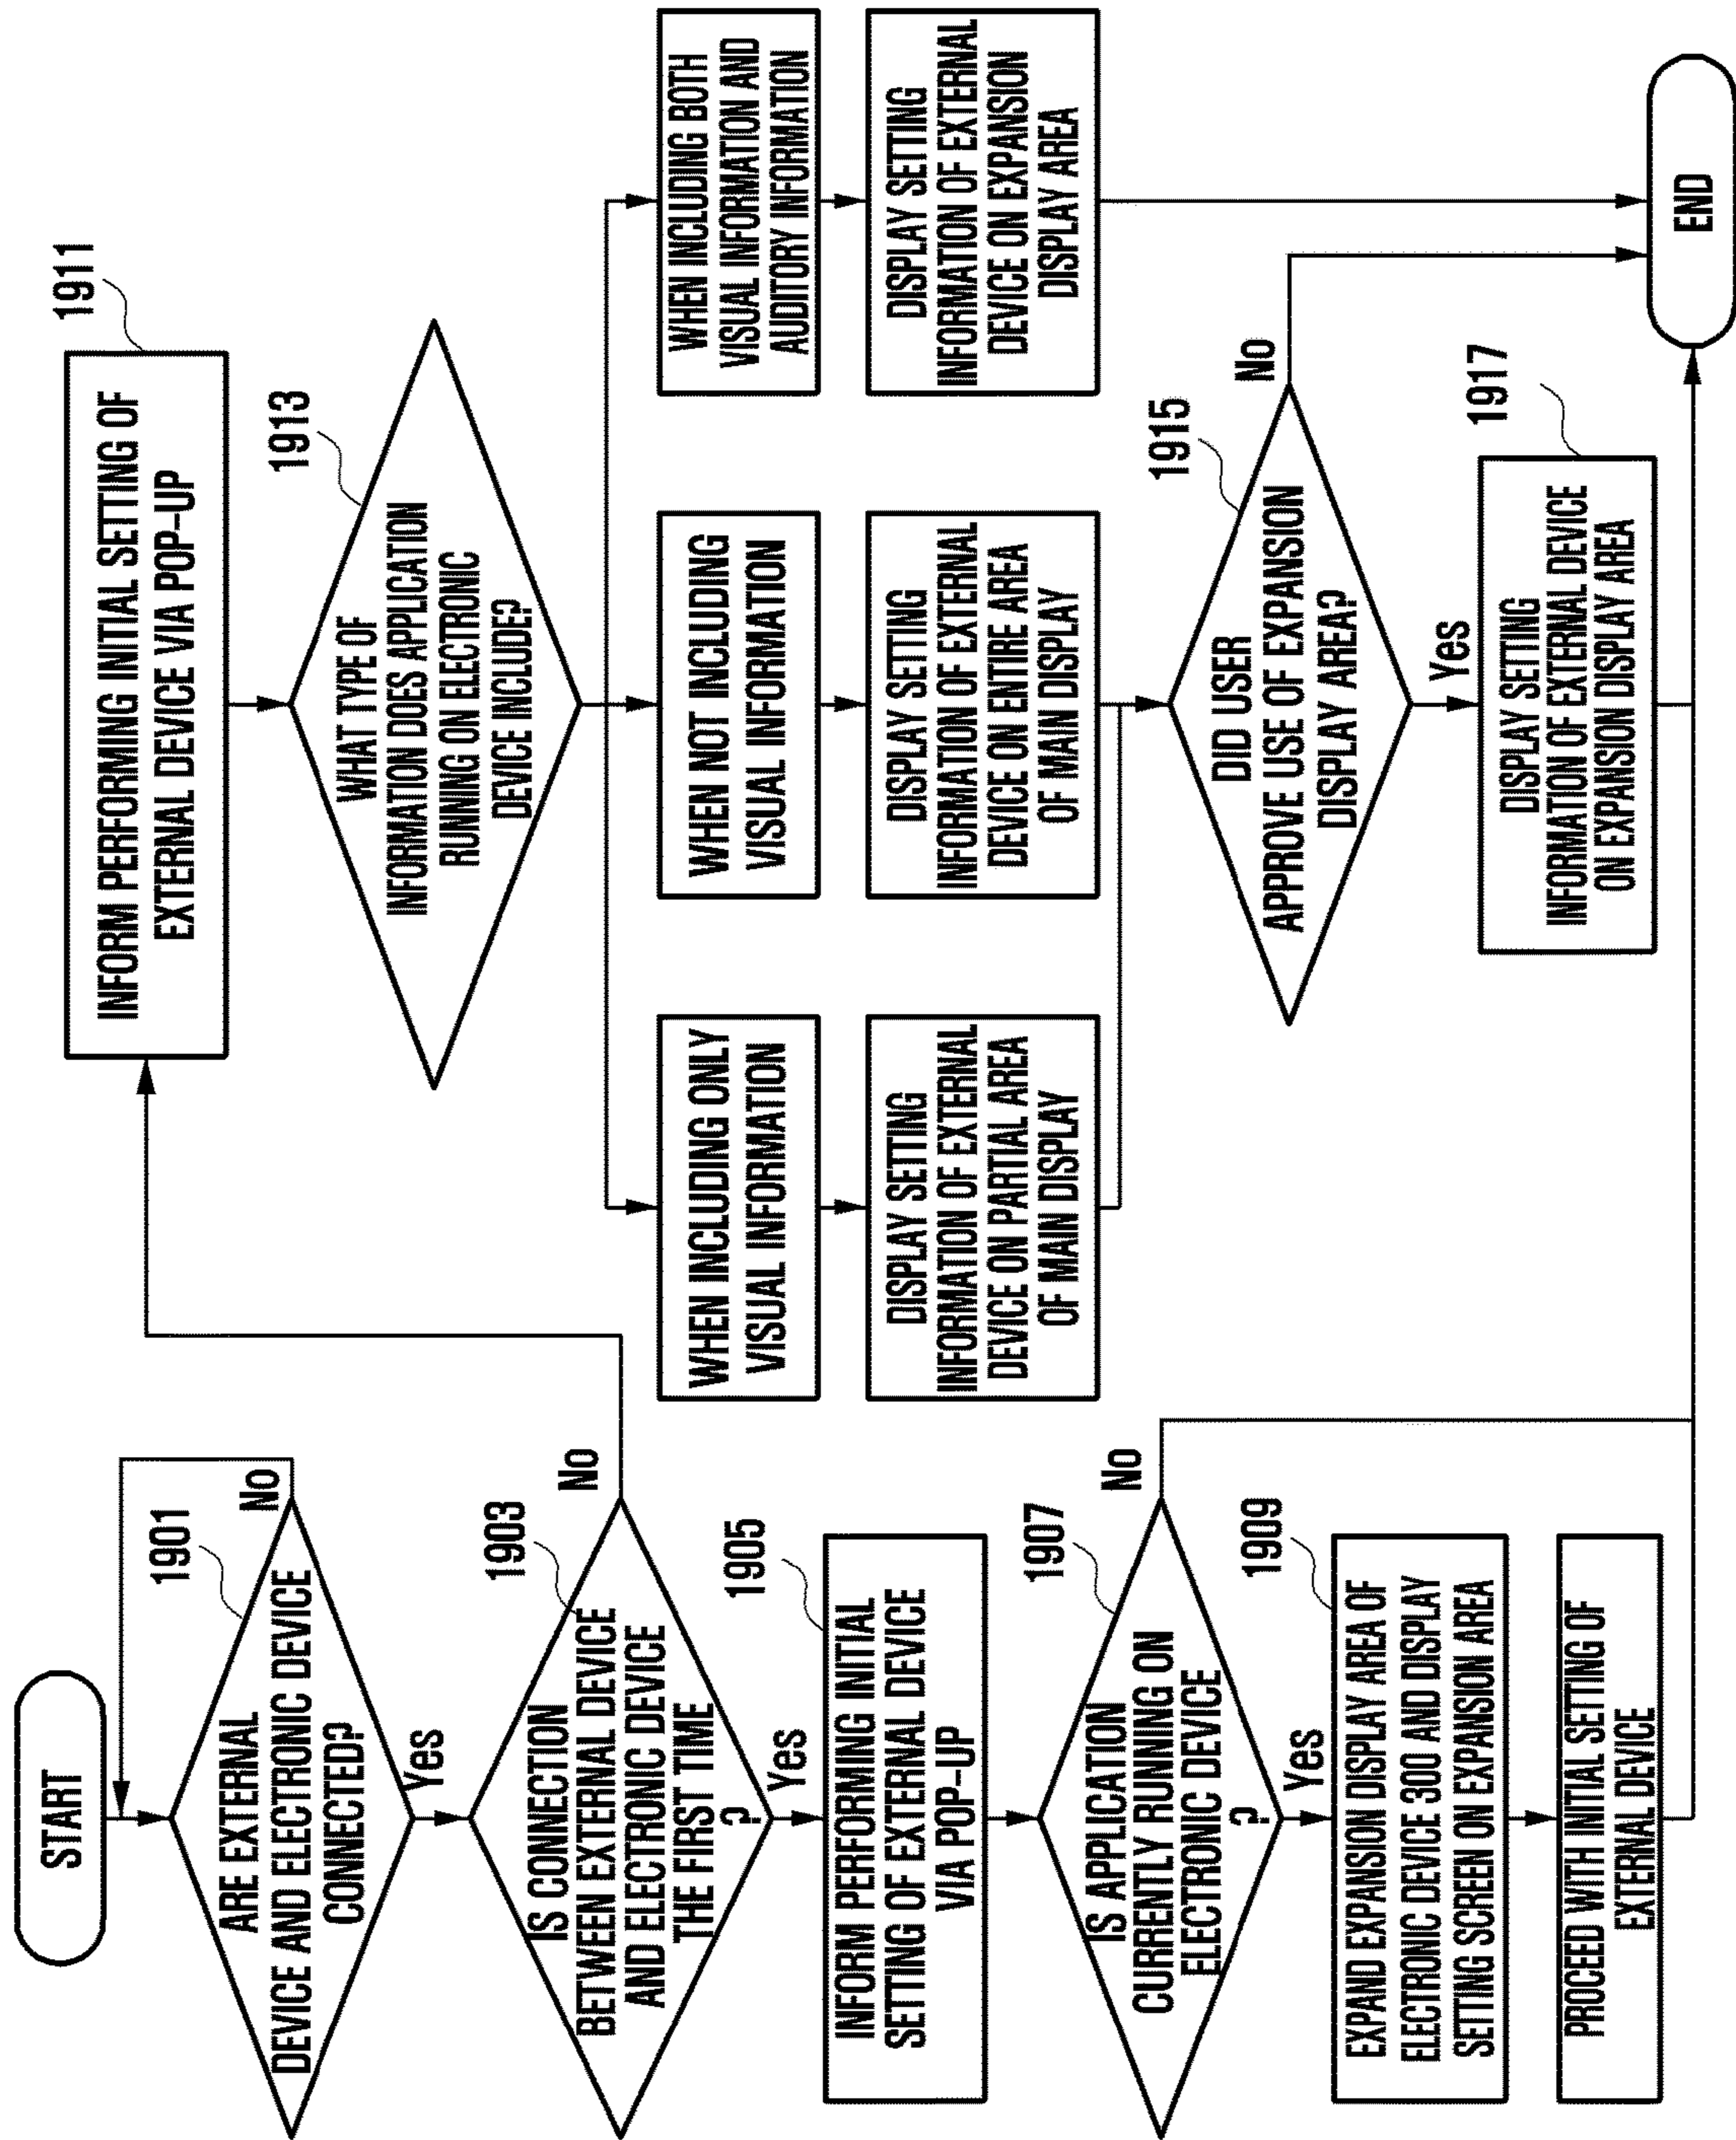 START
1901
ARE EXTERNAL
DEVICE AND ELECTRONIC DEVICE
CONNECTED?
No
Yes
1903
IS CONNECTION
BETWEEN EXTERNAL DEVICE
AND ELECTRONIC DEVICE
THE FIRST TIME
?
No
Yes
1905
INFORM PERFORMING INITIAL
SETTING OF EXTERNAL DEVICE
VIA POP-UP
1907
IS APPLICATION
CURRENTLY RUNNING ON
ELECTRONIC DEVICE
?
No
Yes
1909
EXPAND EXPANSION DISPLAY AREA OF
ELECTRONIC DEVICE 300 AND DISPLAY
SETTING SCREEN ON EXPANSION AREA
PROCEED WITH INITIAL SETTING OF
EXTERNAL DEVICE
1911
INFORM PERFORMING INITIAL SETTING OF
EXTERNAL DEVICE VIA POP-UP
1913
WHAT TYPE OF
INFORMATION DOES APPLICATION
RUNNING ON ELECTRONIC
DEVICE INCLUDE?
WHEN INCLUDING ONLY
VISUAL INFORMATION
DISPLAY SETTING
INFORMATION OF EXTERNAL
DEVICE ON PARTIAL AREA
OF MAIN DISPLAY
WHEN NOT INCLUDING
VISUAL INFORMATION
DISPLAY SETTING
INFORMATION OF EXTERNAL
DEVICE ON ENTIRE AREA
OF MAIN DISPLAY
WHEN INCLUDING BOTH
VISUAL INFORMATION AND
AUDITORY INFORMATION
DISPLAY SETTING
INFORMATION OF EXTERNAL
DEVICE ON EXPANSION
DISPLAY AREA
1915
DID USER
APPROVE USE OF EXPANSION
DISPLAY AREA?
No
Yes
1917
DISPLAY SETTING
INFORMATION OF EXTERNAL DEVICE
ON EXPANSION DISPLAY AREA
END